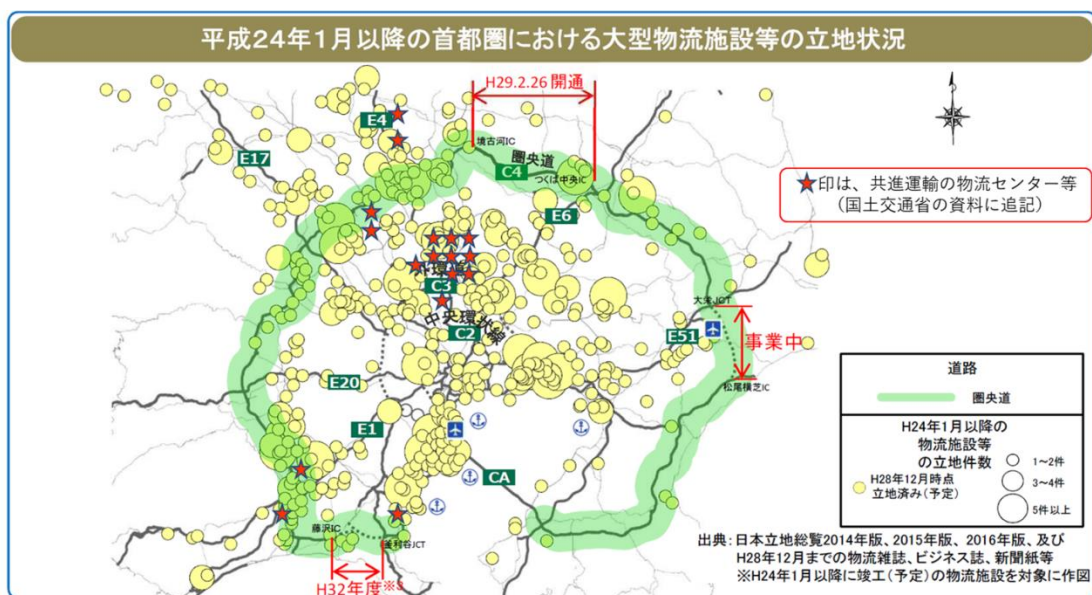 平成24年1月以降の首都圏における大型物流施設等の立地状況
H29.2.26 開通
E4
境古河IC
E17
圏央道
C4
つくば中央IC
★印は、共進運輸の物流センター等
(国土交通省の資料に追記)
E6
外環道
C3
大栄JCT
中央環状線
C2
E51
事業中
E20
松尾横芝IC
道路
圏央道
E1
H24年1月以降の
物流施設等
の立地件数
1~2件
H28年12月時点
立地済み(予定)
3~4件
5件以上
CA
藤沢IC
釜利谷JCT
H32年度※3
出典:日本立地総覧2014年版、2015年版、2016年版、及び
H28年12月までの物流雑誌、ビジネス誌、新聞紙等
※H24年1月以降に竣工(予定)の物流施設を対象に作図